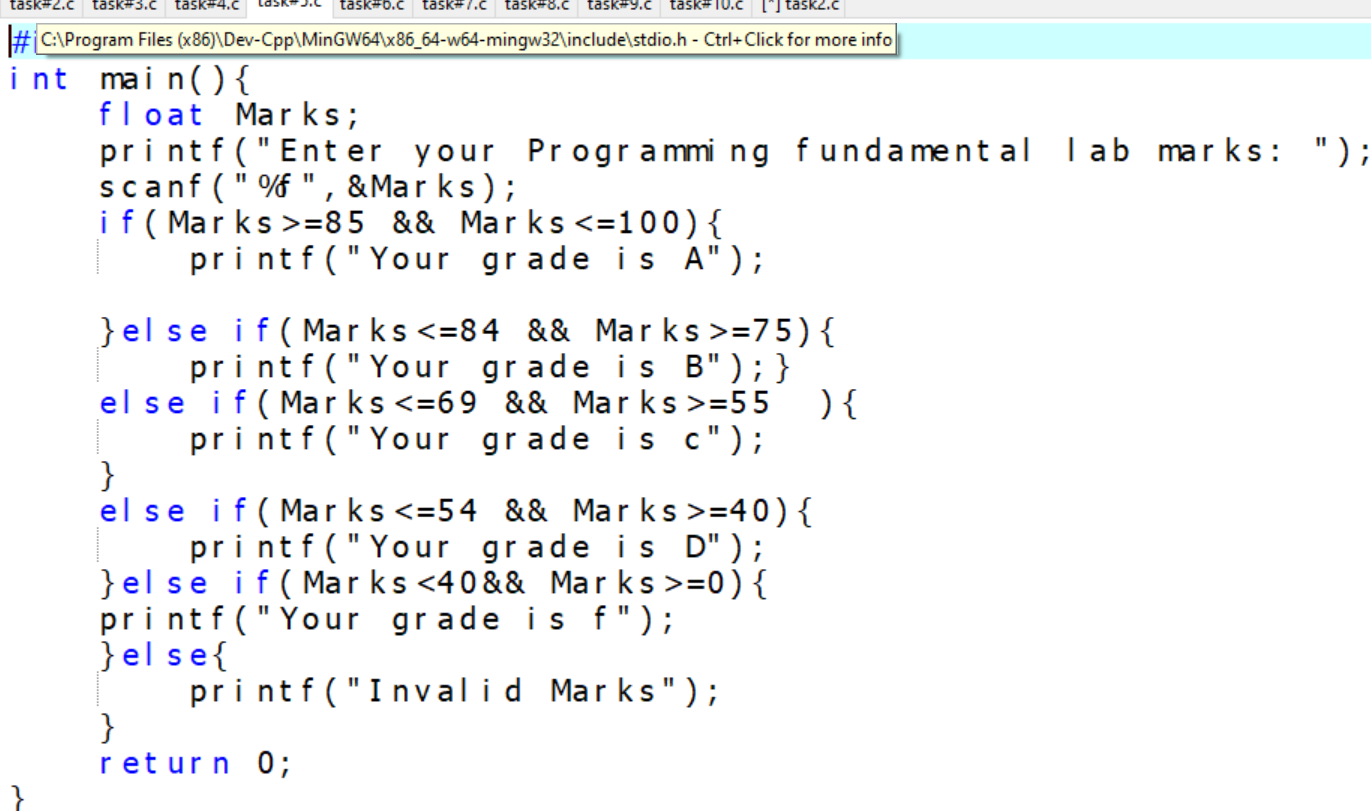 task#2.c task#3.c task#4.c task#5.c task#6.c task#7.c task#8.c task#9.c task#10.c [*] task2.c
#i C:\Program Files (x86)\Dev-Cpp\MinGW64\x86_64-w64-mingw32\include\stdio.h - Ctrl+Click for more info
int main(){
float Marks;
printf("Enter your Programming fundamental lab marks: ");
scanf("%f",&Marks);
if(Marks>=85 && Marks<=100){
printf("Your grade is A");
}else if(Marks<=84 && Marks>=75){
printf("Your grade is B");}
else if(Marks<=69 && Marks>=55 ){
printf("Your grade is c");
}
else if(Marks<=54 && Marks>=40){
printf("Your grade is D");
}else if(Marks<40&& Marks>=0){
printf("Your grade is f");
}else{
printf("Invalid Marks");
}
return 0;
}